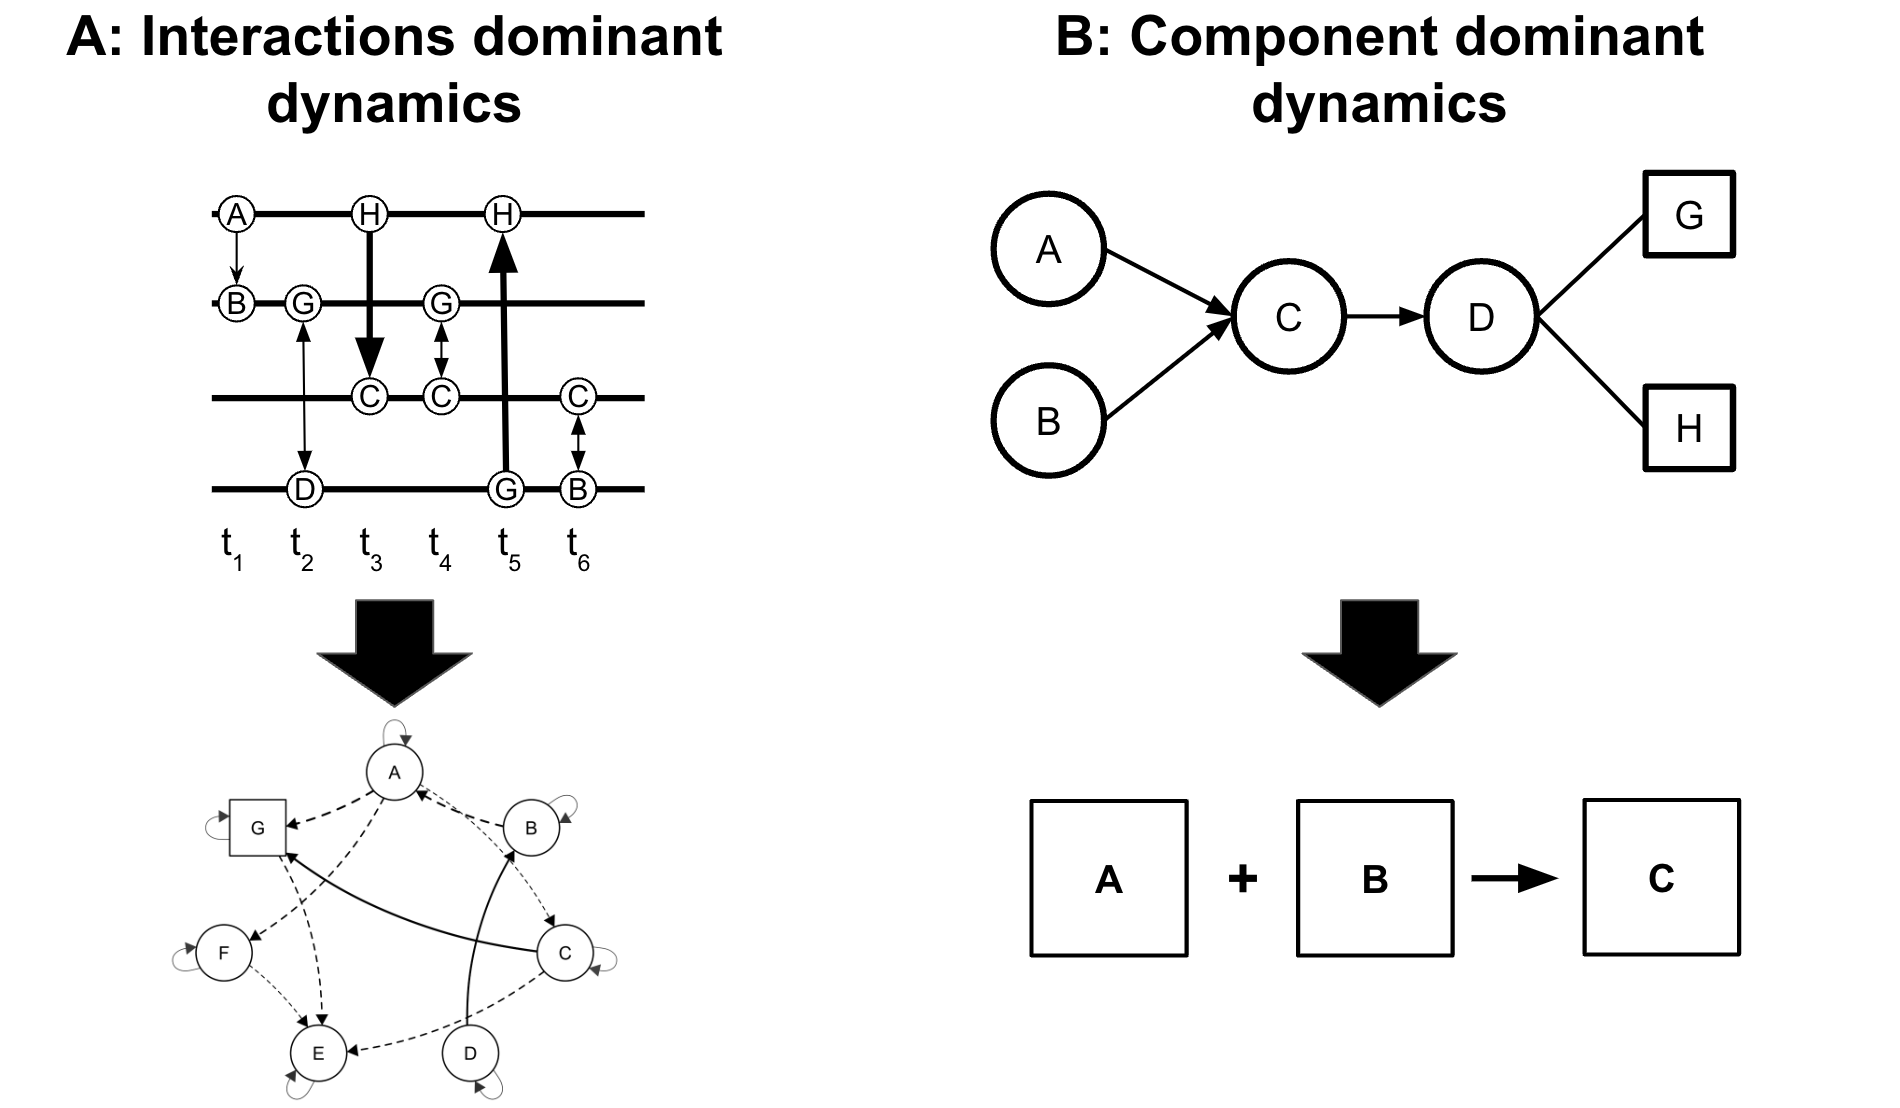 A: Interactions dominant
dynamics
A H H
B G G
C C C
D G B
t1 t2 t3 t4 t5 t6
A
G B
F C
E D
B: Component dominant
dynamics
G
A
C D
B
H
A + B C